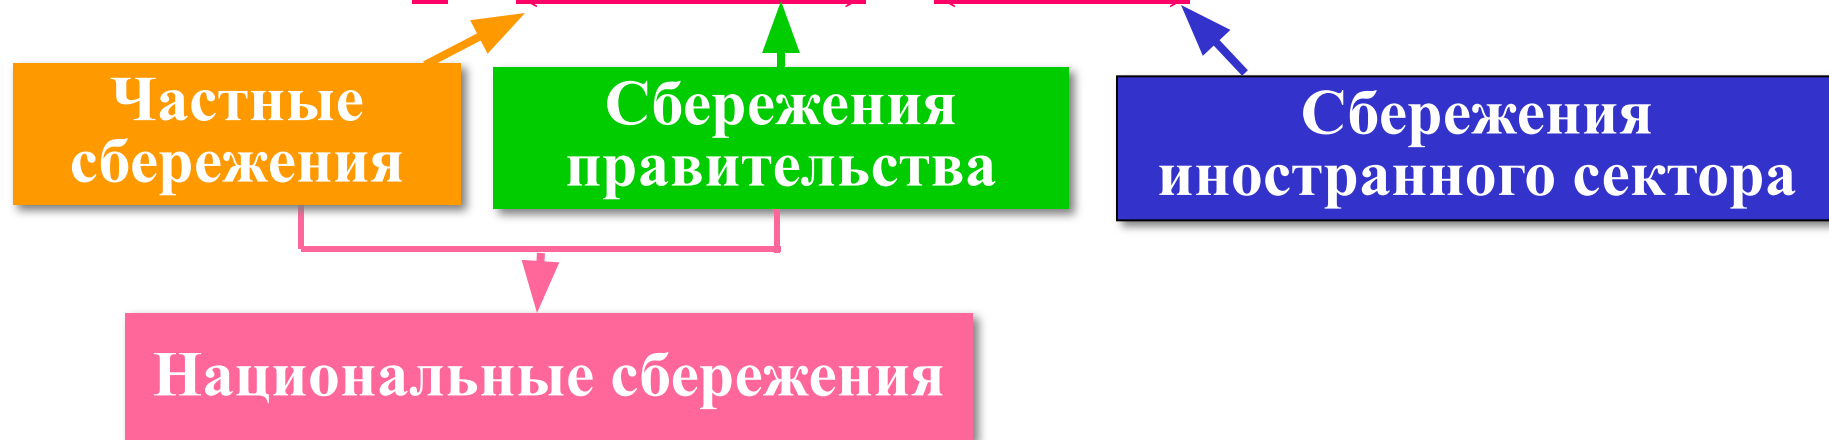 Частные
сбережения
Сбережения
правительства
Сбережения
иностранного сектора
Национальные сбережения